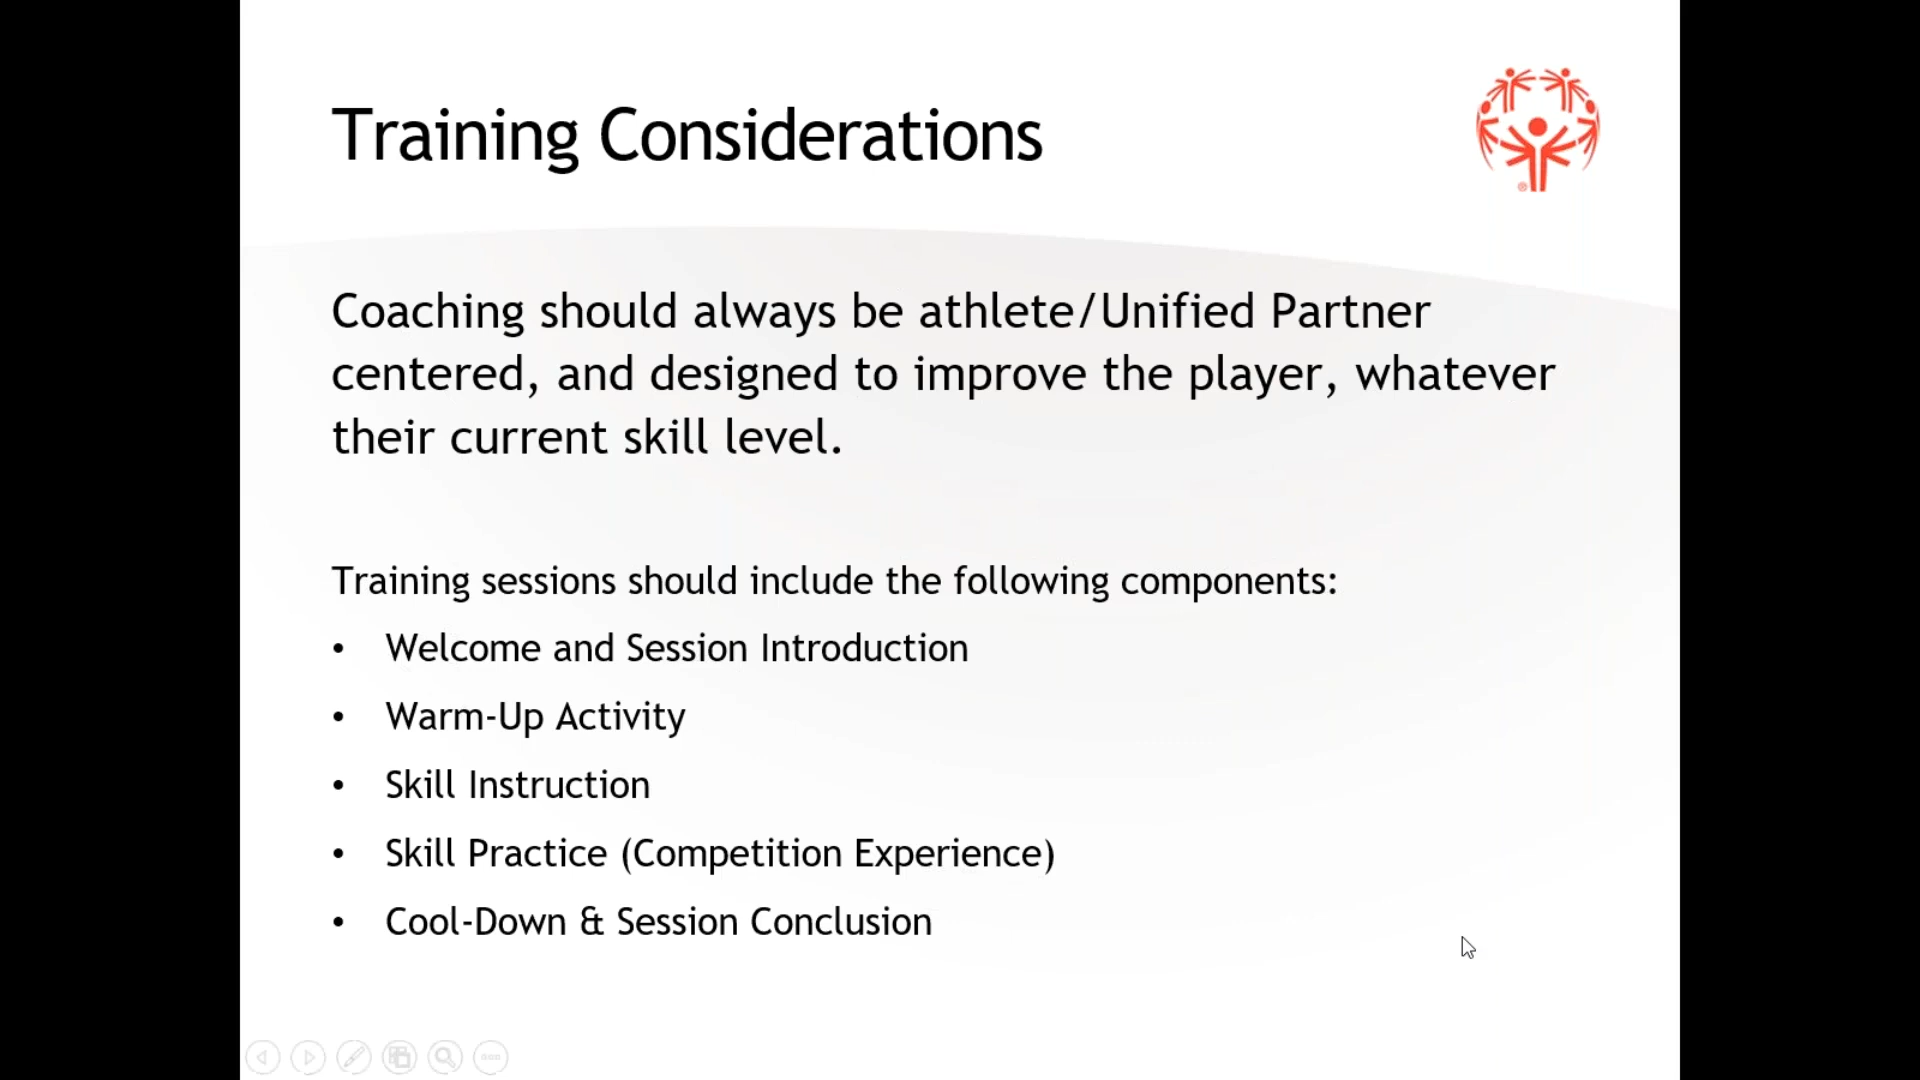 Training Considerations
Coaching should always be athlete/Unified Partner
centered, and designed to improve the player, whatever
their current skill level.
Training sessions should include the following components:
• Welcome and Session Introduction
• Warm-Up Activity
• Skill Instruction
• Skill Practice (Competition Experience)
• Cool-Down & Session Conclusion